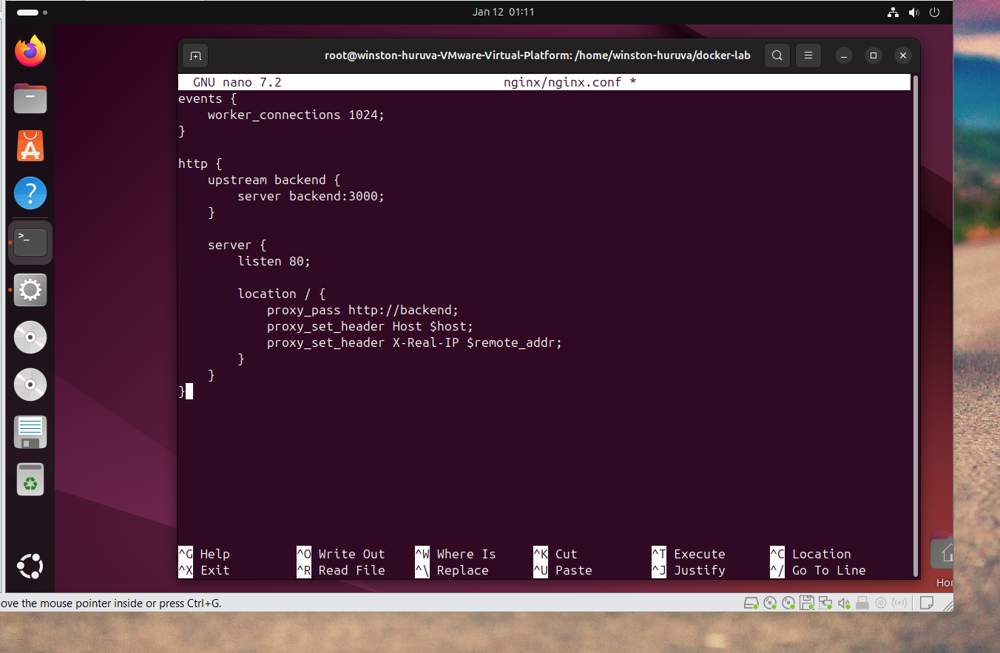 Jan 12 01:11
root@winston-huruva-VMware-Virtual-Platform: /home/winston-huruva/docker-lab
GNU nano 7.2 nginx/nginx.conf *
events {
    worker_connections 1024;
}

http {
    upstream backend {
        server backend:3000;
    }

    server {
        listen 80;

        location / {
            proxy_pass http://backend;
            proxy_set_header Host $host;
            proxy_set_header X-Real-IP $remote_addr;
        }
    }
}
^G Help ^O Write Out ^W Where Is ^K Cut ^T Execute ^C Location
^X Exit ^R Read File ^\ Replace ^U Paste ^J Justify ^/ Go To Line
ove the mouse pointer inside or press Ctrl+G.